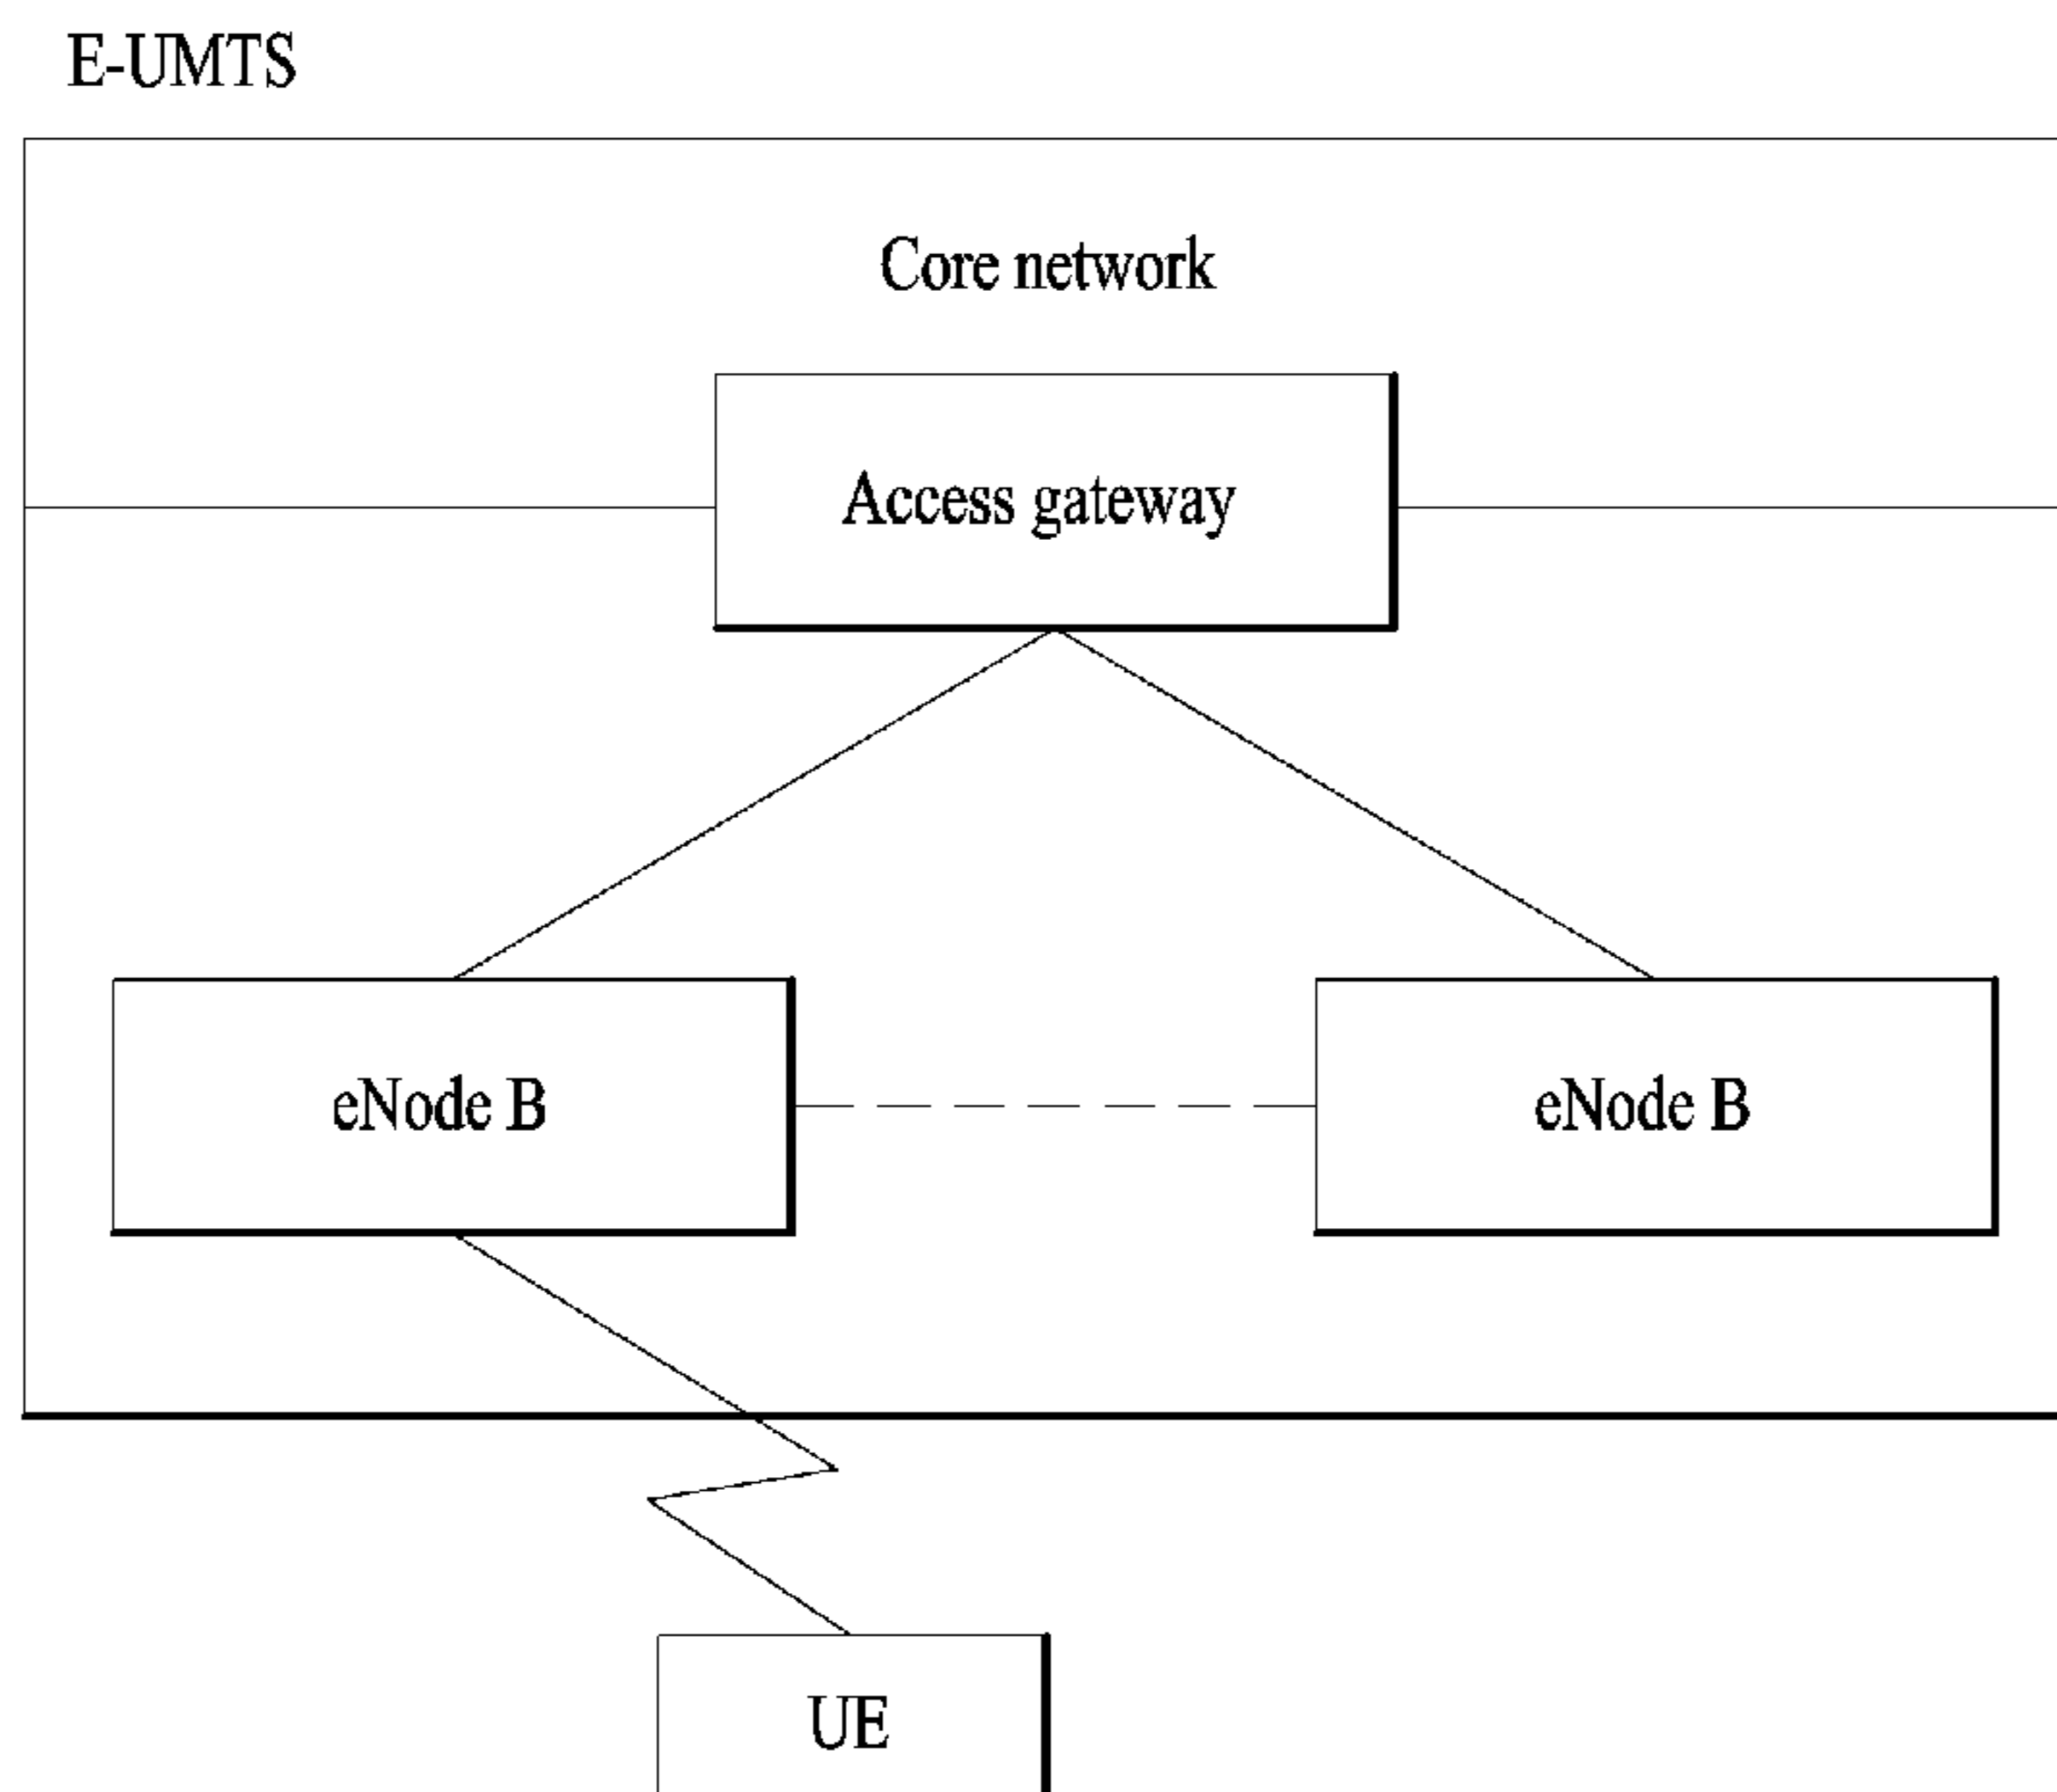 E-UMTS
Core network
Access gateway
eNode B
eNode B
UE